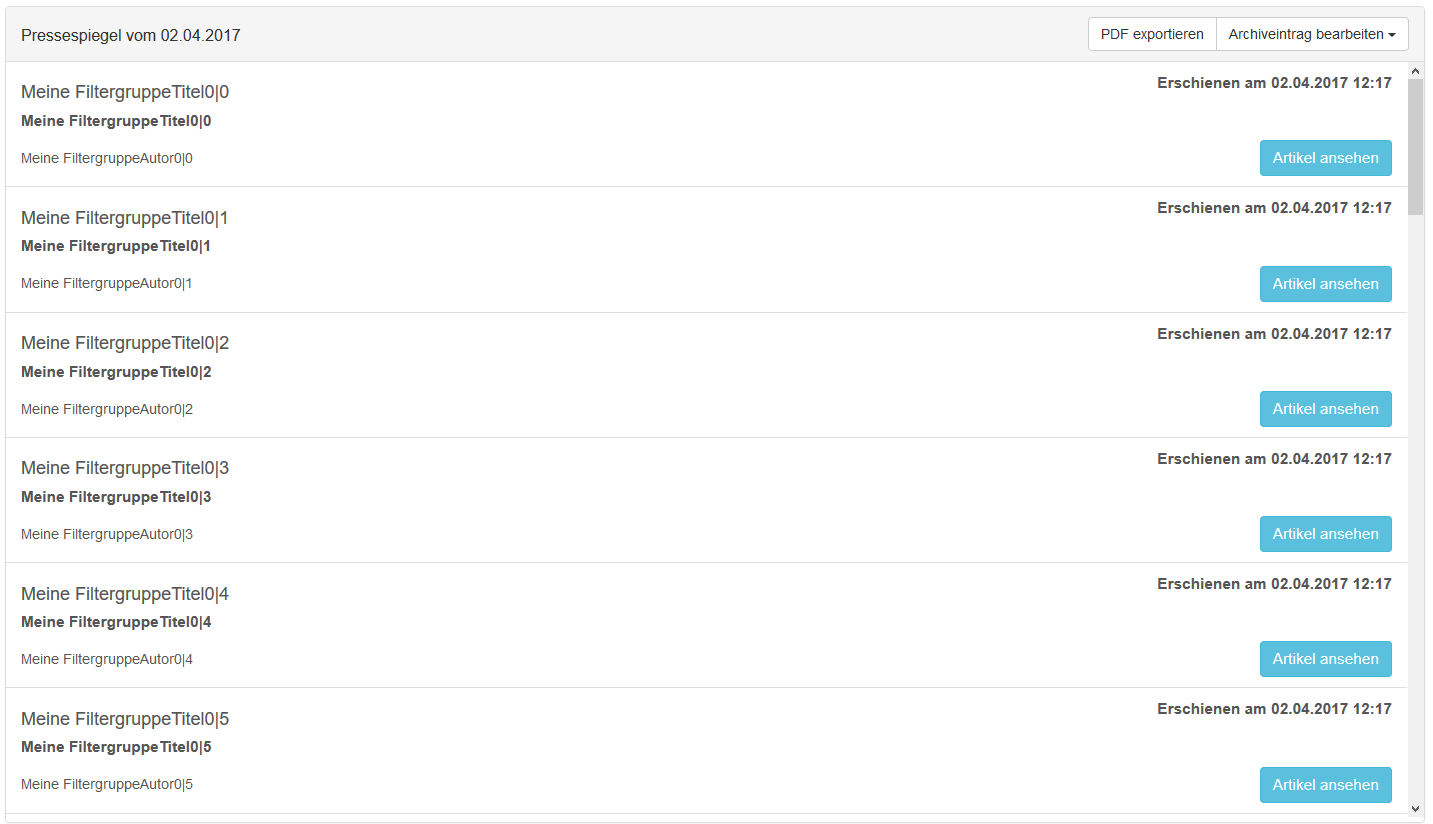 Pressespiegel vom 02.04.2017
PDF exportieren
Archiveintrag bearbeiten
Meine FiltergruppeTitel0|0
Erschienen am 02.04.2017 12:17
Meine FiltergruppeTitel0|0
Meine FiltergruppeAutor0|0
Artikel ansehen
Meine FiltergruppeTitel0|1
Erschienen am 02.04.2017 12:17
Meine FiltergruppeTitel0|1
Meine FiltergruppeAutor0|1
Artikel ansehen
Meine FiltergruppeTitel0|2
Erschienen am 02.04.2017 12:17
Meine FiltergruppeTitel0|2
Meine FiltergruppeAutor0|2
Artikel ansehen
Meine FiltergruppeTitel0|3
Erschienen am 02.04.2017 12:17
Meine FiltergruppeTitel0|3
Meine FiltergruppeAutor0|3
Artikel ansehen
Meine FiltergruppeTitel0|4
Erschienen am 02.04.2017 12:17
Meine FiltergruppeTitel0|4
Meine FiltergruppeAutor0|4
Artikel ansehen
Meine FiltergruppeTitel0|5
Erschienen am 02.04.2017 12:17
Meine FiltergruppeTitel0|5
Meine FiltergruppeAutor0|5
Artikel ansehen